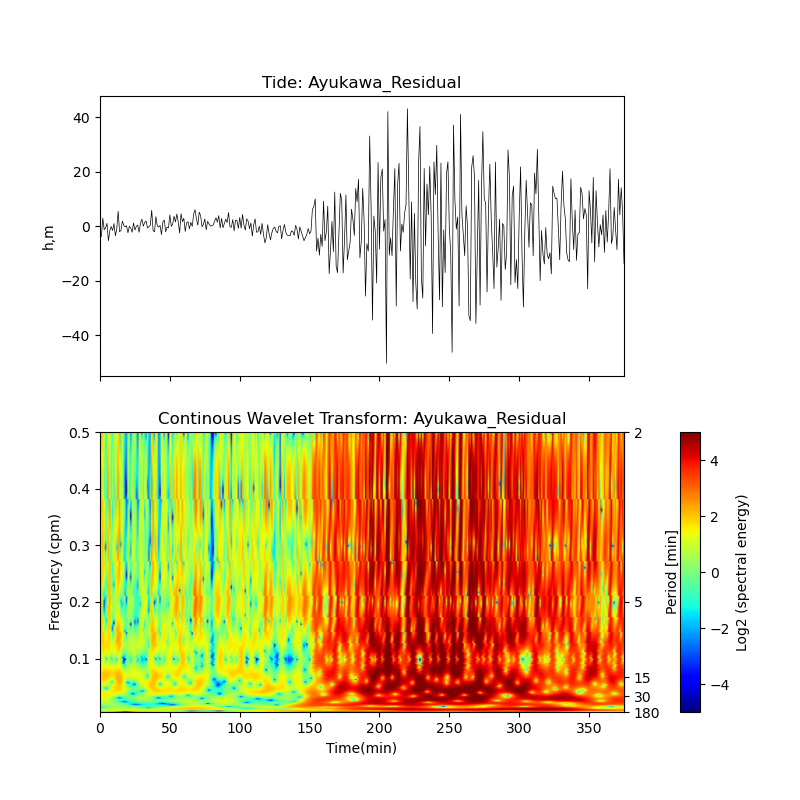 Tide: Ayukawa_Residual
40
20
0
−20
−40
h,m
Continous Wavelet Transform: Ayukawa_Residual
0.5
0.4
0.3
0.2
0.1
Frequency (cpm)
0 50 100 150 200 250 300 350
Time(min)
2
5
15
30
180
Period [min]
4
2
0
−2
−4
Log2 (spectral energy)